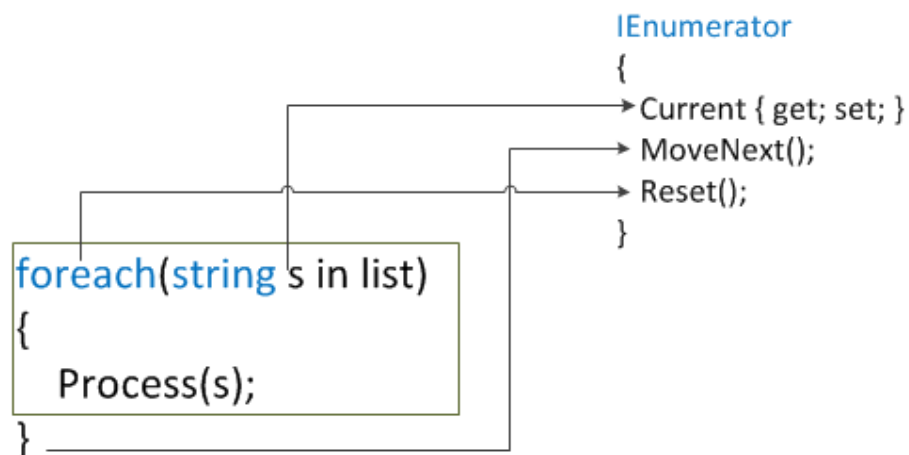 IEnumerator
{
Current { get; set; }
MoveNext();
Reset();
}
foreach(string s in list)
{
Process(s);
}